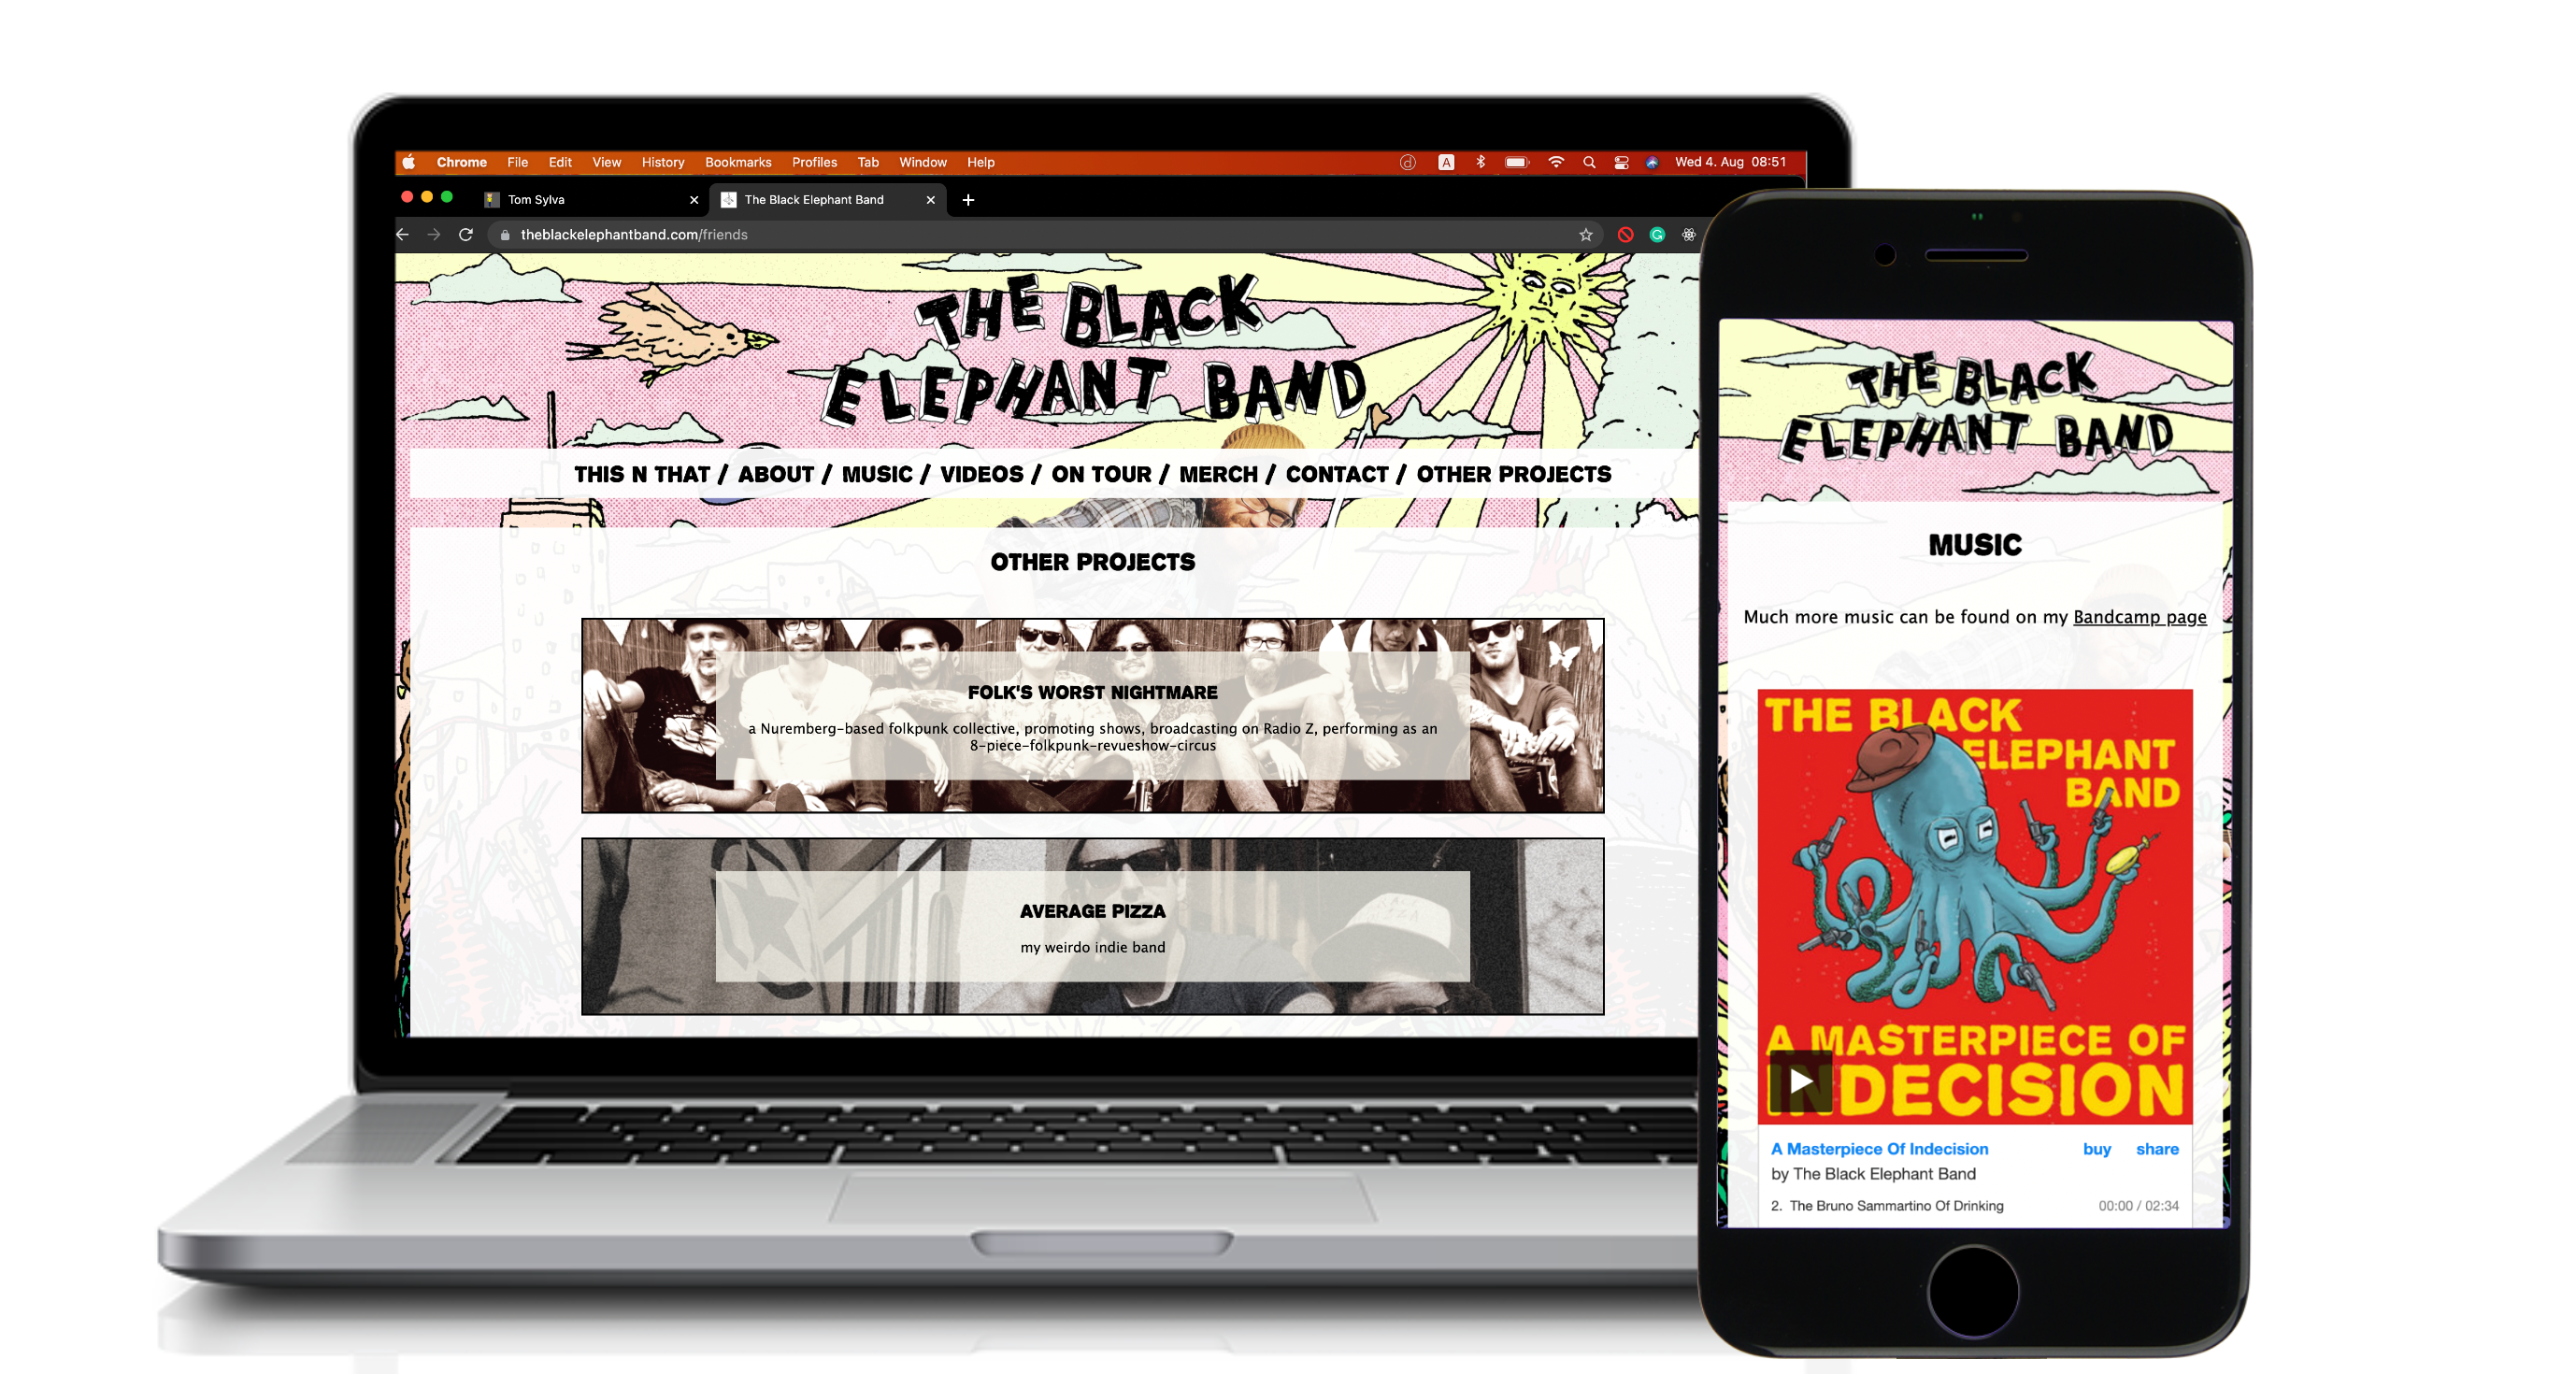 Chrome File Edit View History Bookmarks Profiles Tab Window Help
A
Wed 4. Aug 08:51
Tom Sylva
The Black Elephant Band
theblackelephantband.com/friends
THE BLACK
ELEPHANT BAND
THIS N THAT / ABOUT / MUSIC / VIDEOS / ON TOUR / MERCH / CONTACT / OTHER PROJECTS
OTHER PROJECTS
FOLK'S WORST NIGHTMARE
a Nuremberg-based folkpunk collective, promoting shows, broadcasting on Radio Z, performing as an
8-piece-folkpunk-revueshow-circus
AVERAGE PIZZA
my weirdo indie band
THE BLACK
ELEPHANT BAND
MUSIC
Much more music can be found on my Bandcamp page
THE BLACK
ELEPHANT
BAND
A MASTERPIECE OF
INDECISION
A Masterpiece Of Indecision buy share
by The Black Elephant Band
2. The Bruno Sammartino Of Drinking 00:00 / 02:34